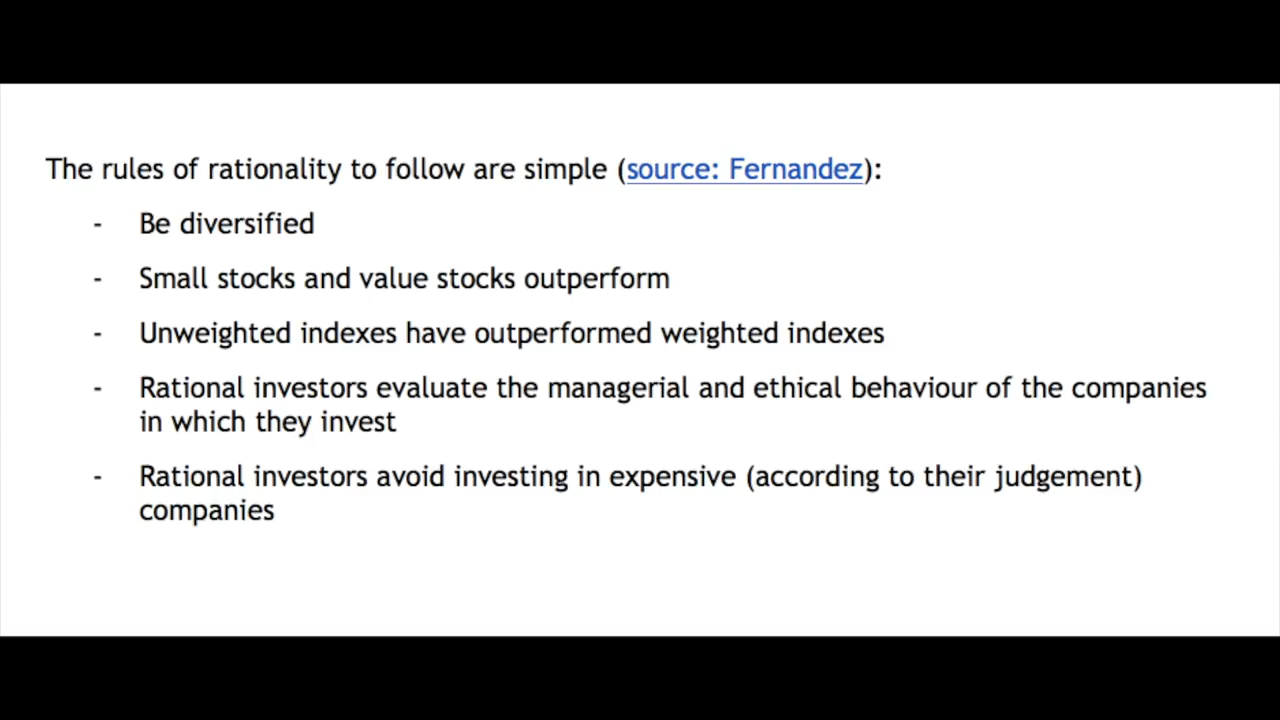 The rules of rationality to follow are simple (source: Fernandez):
- Be diversified
- Small stocks and value stocks outperform
- Unweighted indexes have outperformed weighted indexes
- Rational investors evaluate the managerial and ethical behaviour of the companies
in which they invest
- Rational investors avoid investing in expensive (according to their judgement)
companies